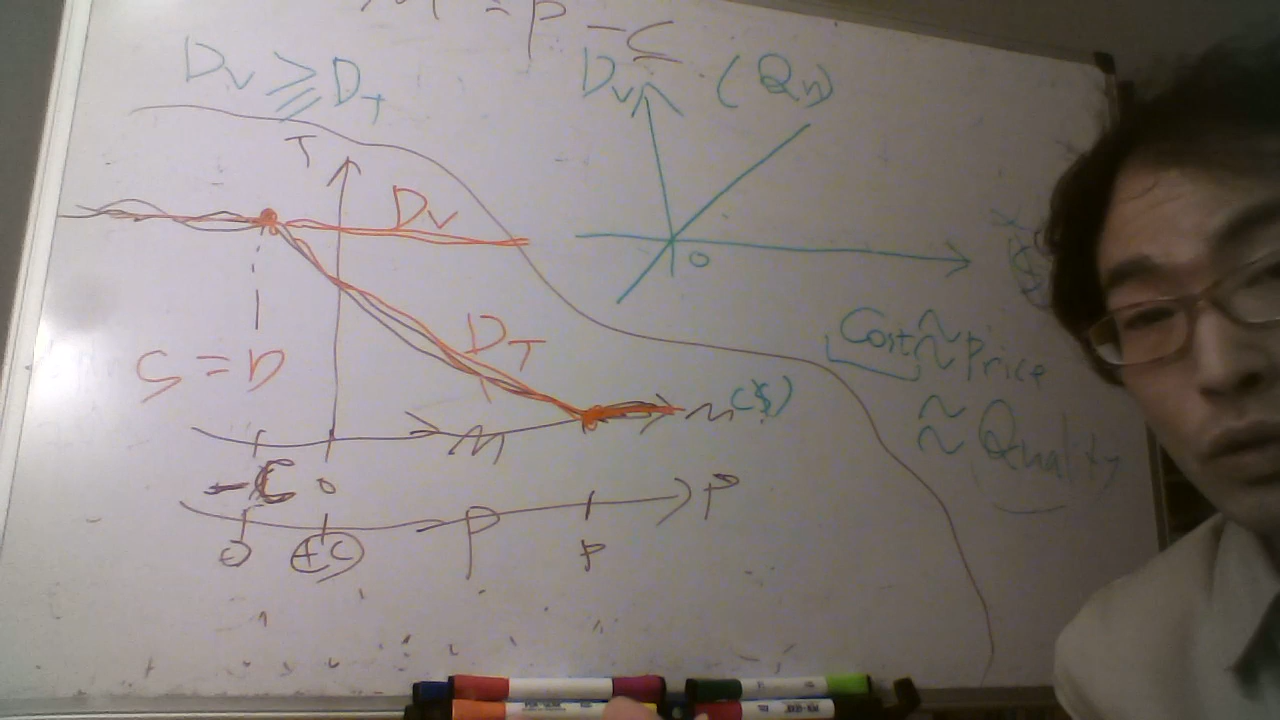 M = P - C
Dv ≧ DT
Dv (Qn)
T
Dv
0
DT
S = D
Cost ≈ Price
≈ Quality
m ($)
m
-C 0
P
0 +C P P